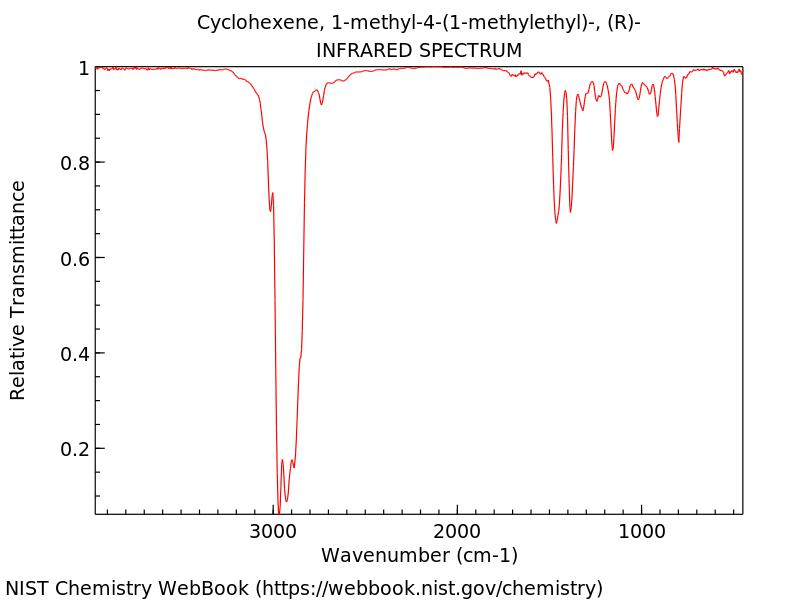 Cyclohexene, 1-methyl-4-(1-methylethyl)-, (R)-
INFRARED SPECTRUM
1
0.8
0.6
0.4
0.2
Relative Transmittance
3000 2000 1000
Wavenumber (cm-1)
NIST Chemistry WebBook (https://webbook.nist.gov/chemistry)